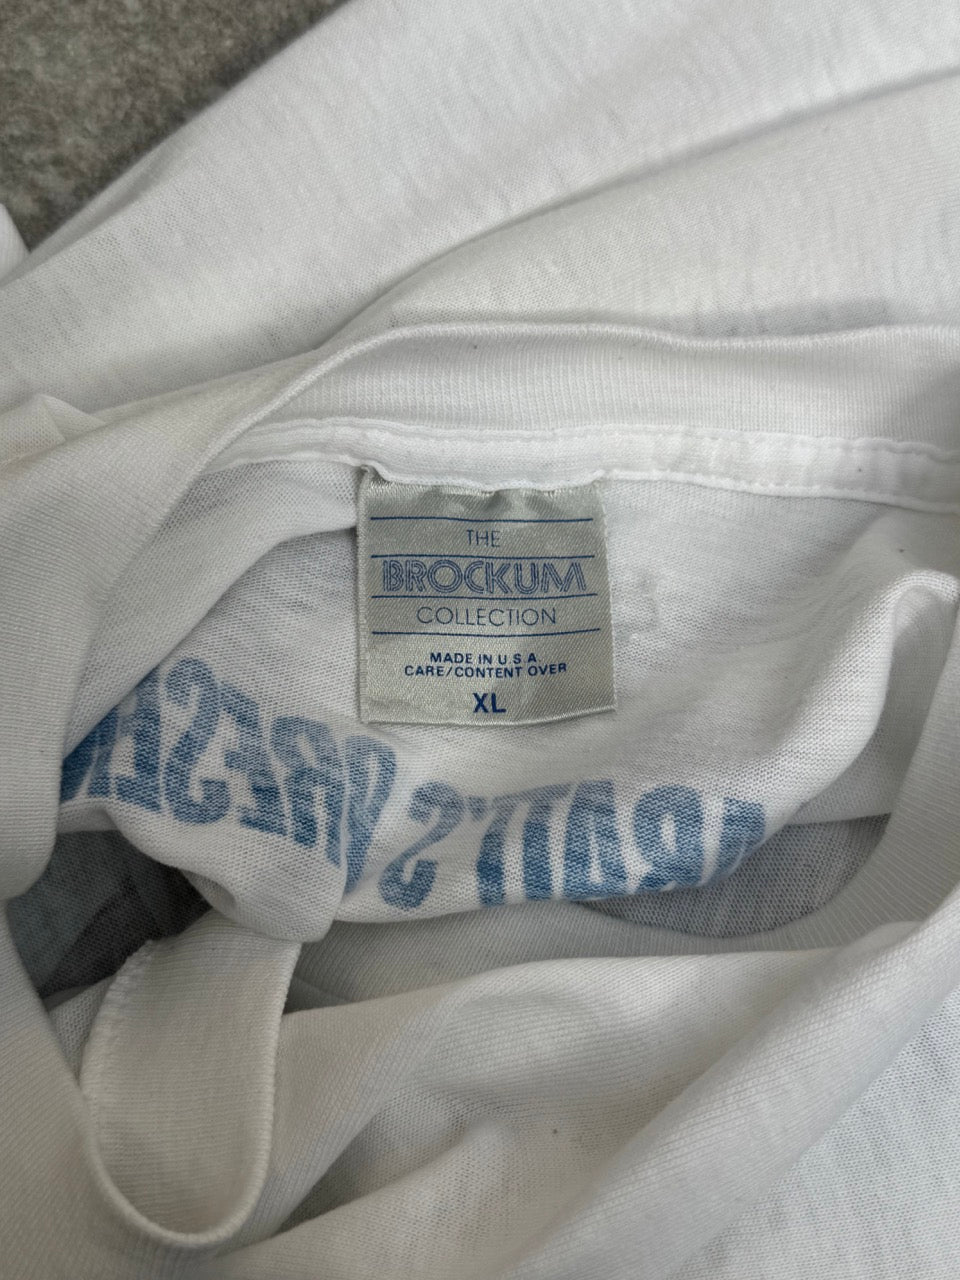 THE
BROCKUM
COLLECTION
MADE IN U.S.A
CARE/CONTENT OVER
XL